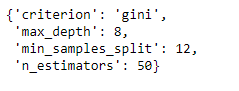 {'criterion': 'gini',
 'max_depth': 8,
 'min_samples_split': 12,
 'n_estimators': 50}